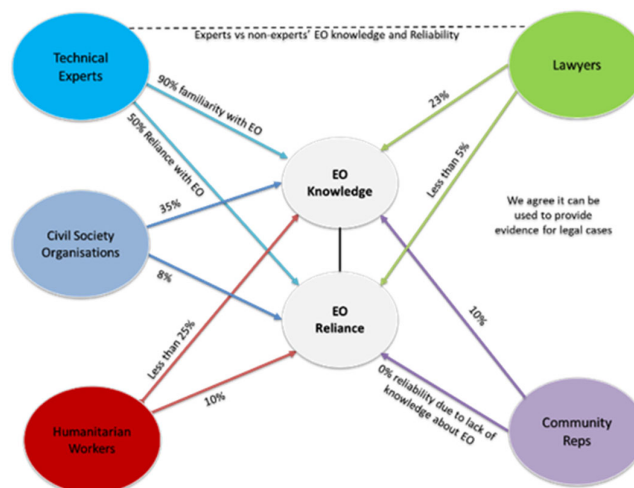 Experts vs non-experts' EO knowledge and Reliability
Technical
Experts
Lawyers
90% familiarity with EO
50% Reliance with EO
23%
Less than 5%
EO
Knowledge
We agree it can be
used to provide
evidence for legal cases
35%
Civil Society
Organisations
8%
EO
Reliance
Less than 25%
10%
10%
0% reliability due to lack of
knowledge about EO
Humanitarian
Workers
Community
Reps